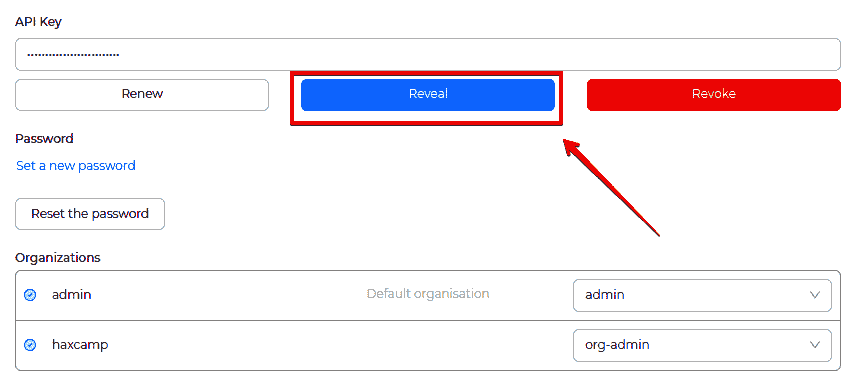 API Key
Renew Reveal Revoke
Password
Set a new password
Reset the password
Organizations
admin Default organisation admin
haxcamp org-admin